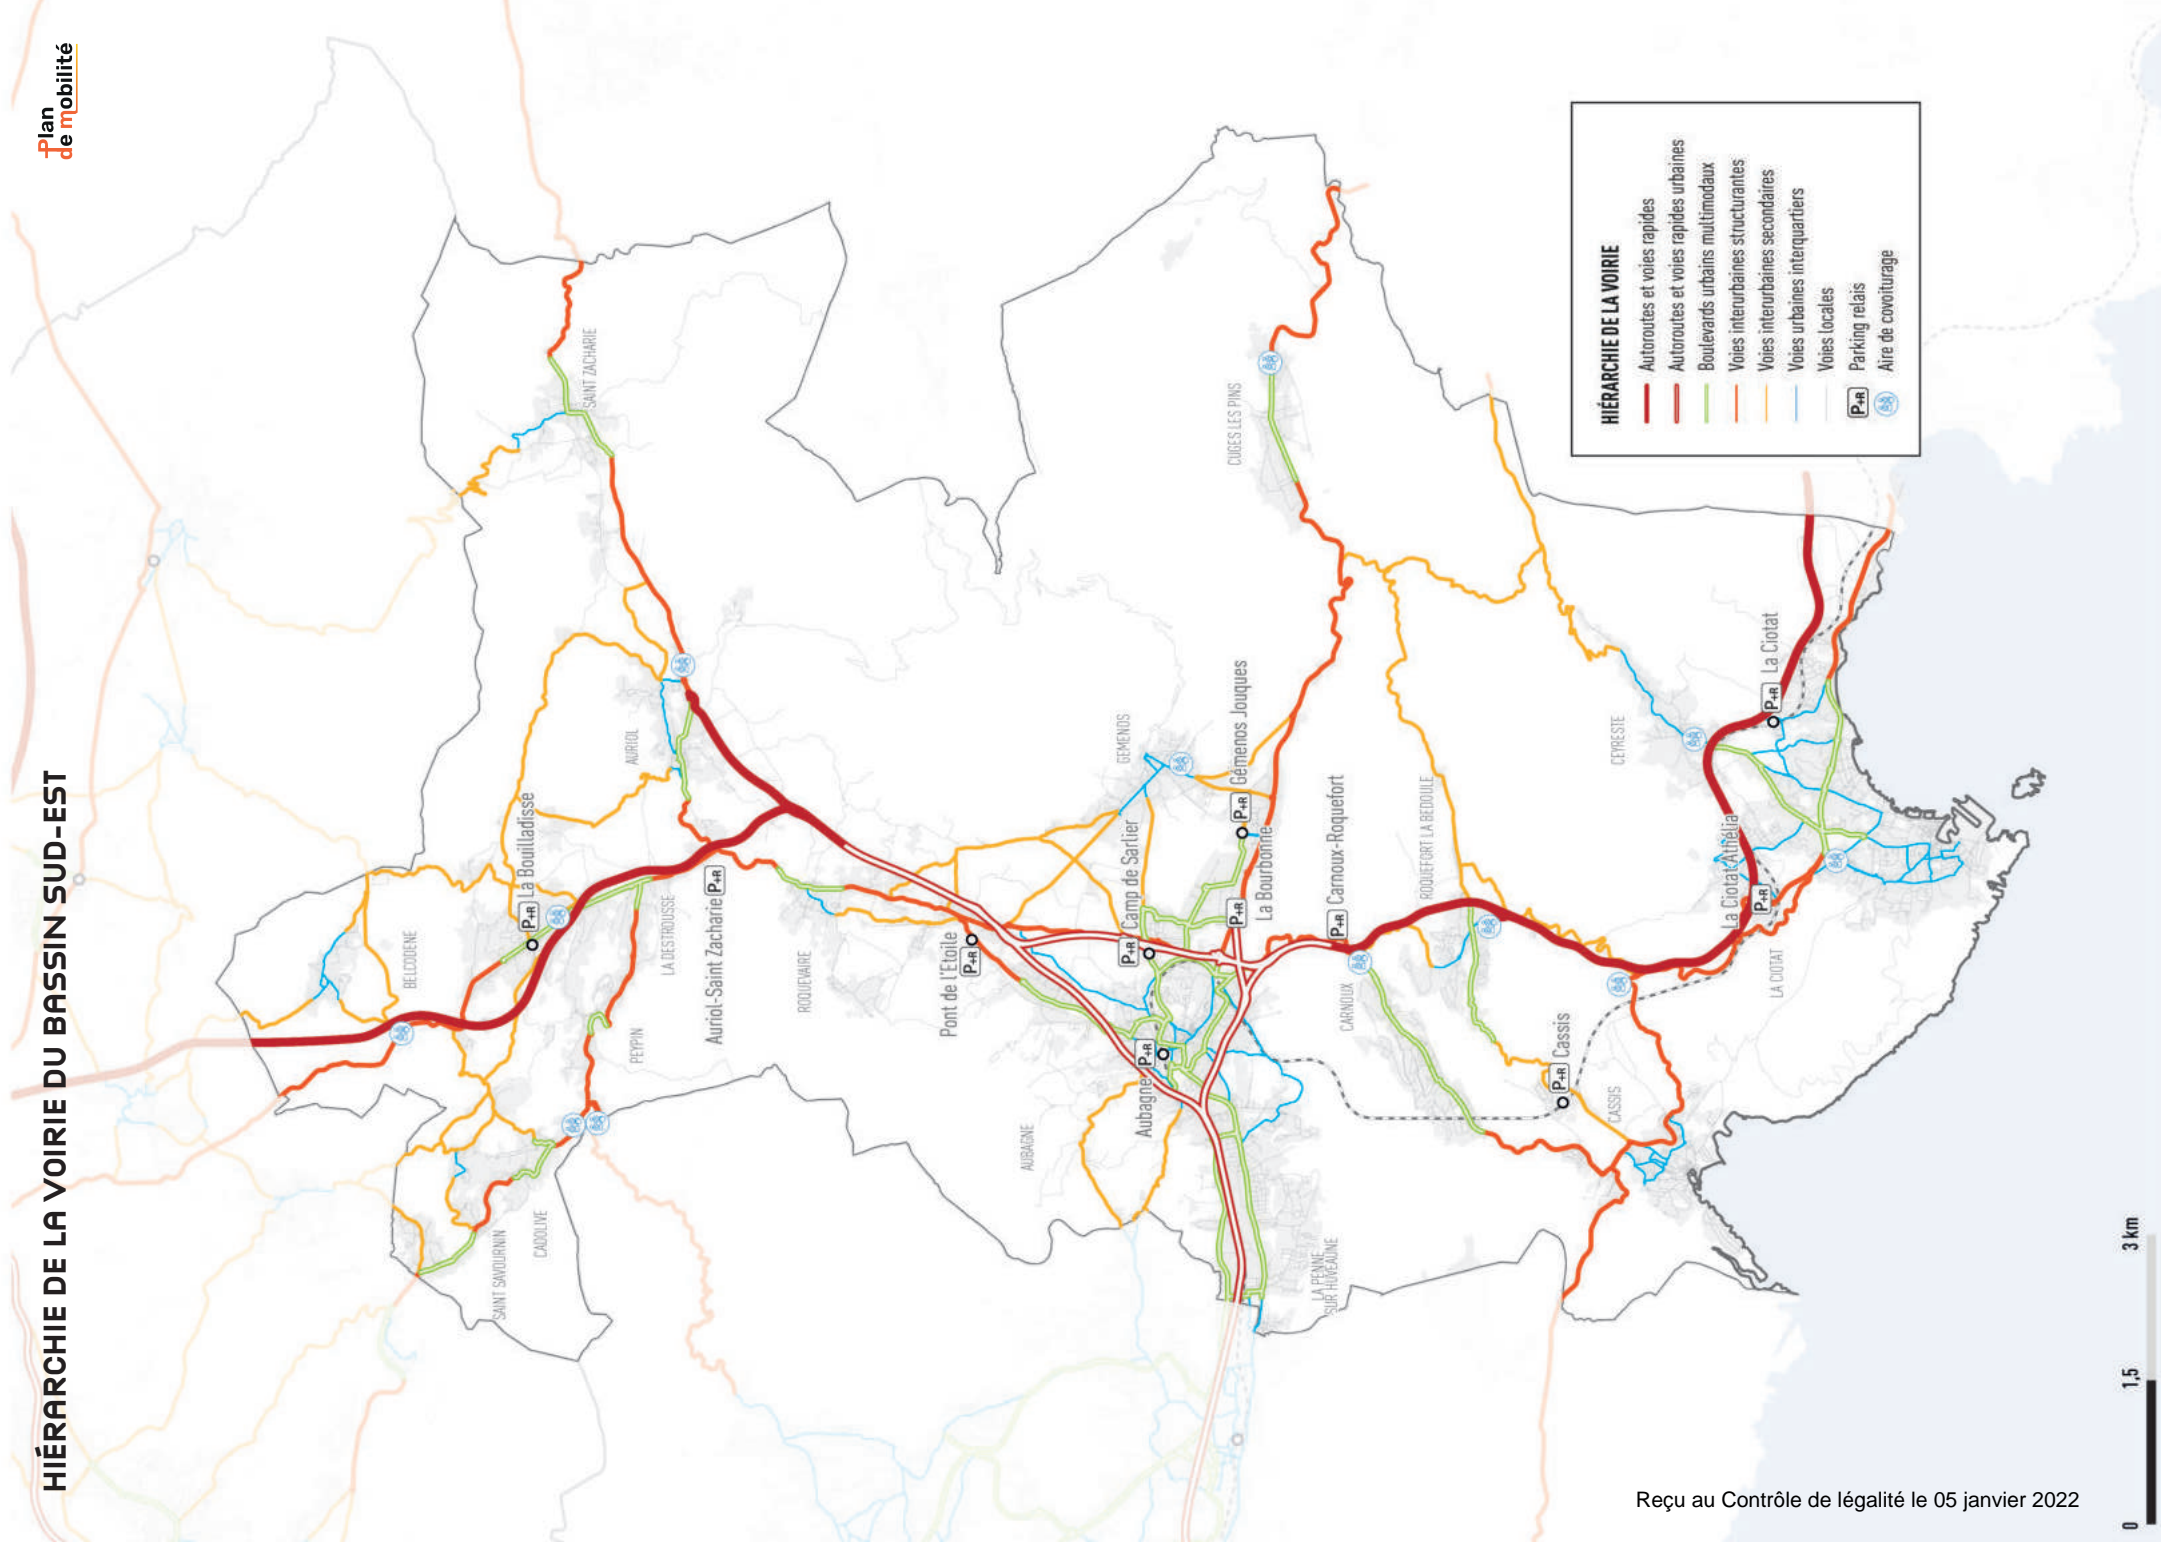 HIÉRARCHIE DE LA VOIRIE DU BASSIN SUD-EST
Plan
de mobilité
SAINT ZACHARIE
AURIOL
P+R La Bouilladisse
BELCODÈNE
LA DESTROUSSE
Auriol-Saint Zacharie P+R
PEYPIN
ROQUEVAIRE
SAINT SAVOURNIN
CADOLIVE
CUGES LES PINS
GÉMENOS
P+R Gémenos Jouques
P+R Camp de Sarlier
P+R La Bourbonne
Pont de l'Étoile
P+R
Aubagne P+R
AUBAGNE
LA PENNE
SUR HUVEAUNE
P+R Carnoux-Roquefort
CARNOUX
ROQUEFORT LA BÉDOULE
P+R Cassis
CASSIS
CEYRESTE
P+R La Ciotat
La Ciotat Athélia
P+R
LA CIOTAT
HIÉRARCHIE DE LA VOIRIE
Autoroutes et voies rapides
Autoroutes et voies rapides urbaines
Boulevards urbains multimodaux
Voies interurbaines structurantes
Voies interurbaines secondaires
Voies urbaines interquartiers
Voies locales
P+R Parking relais
Aire de covoiturage
0 1,5 3 km
Reçu au Contrôle de légalité le 05 janvier 2022